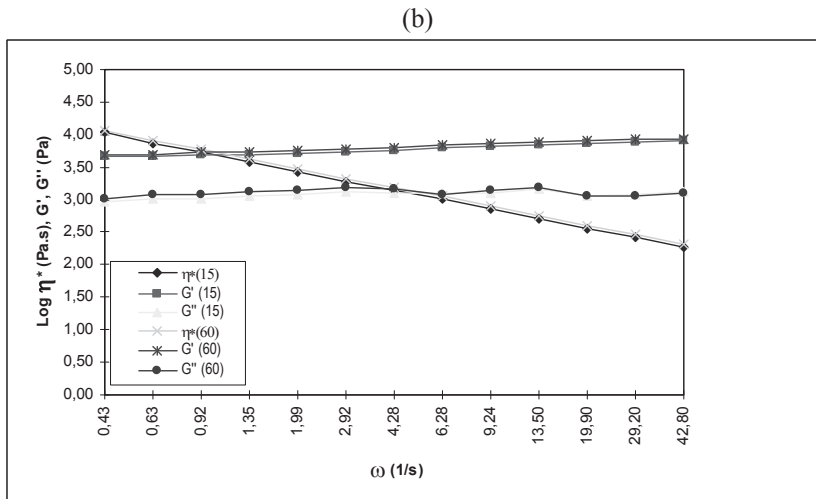 (b)
5,00
4,50
4,00
3,50
3,00
2,50
2,00
1,50
1,00
0,50
0,00
Log η* (Pa.s), G', G'' (Pa)
η*(15)
G' (15)
G'' (15)
η*(60)
G' (60)
G'' (60)
0,43
0,63
0,92
1,35
1,99
2,92
4,28
6,28
9,24
13,50
19,90
29,20
42,80
ω (1/s)